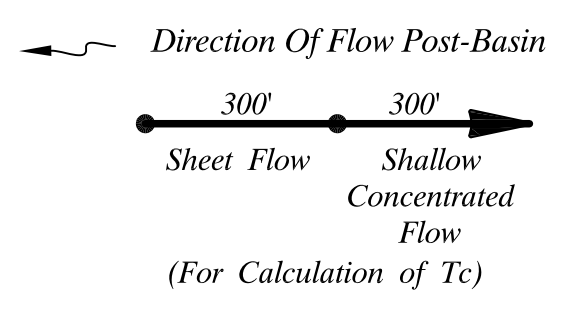 Direction Of Flow Post-Basin
300' 300'
Sheet Flow Shallow
Concentrated
Flow
(For Calculation of Tc)